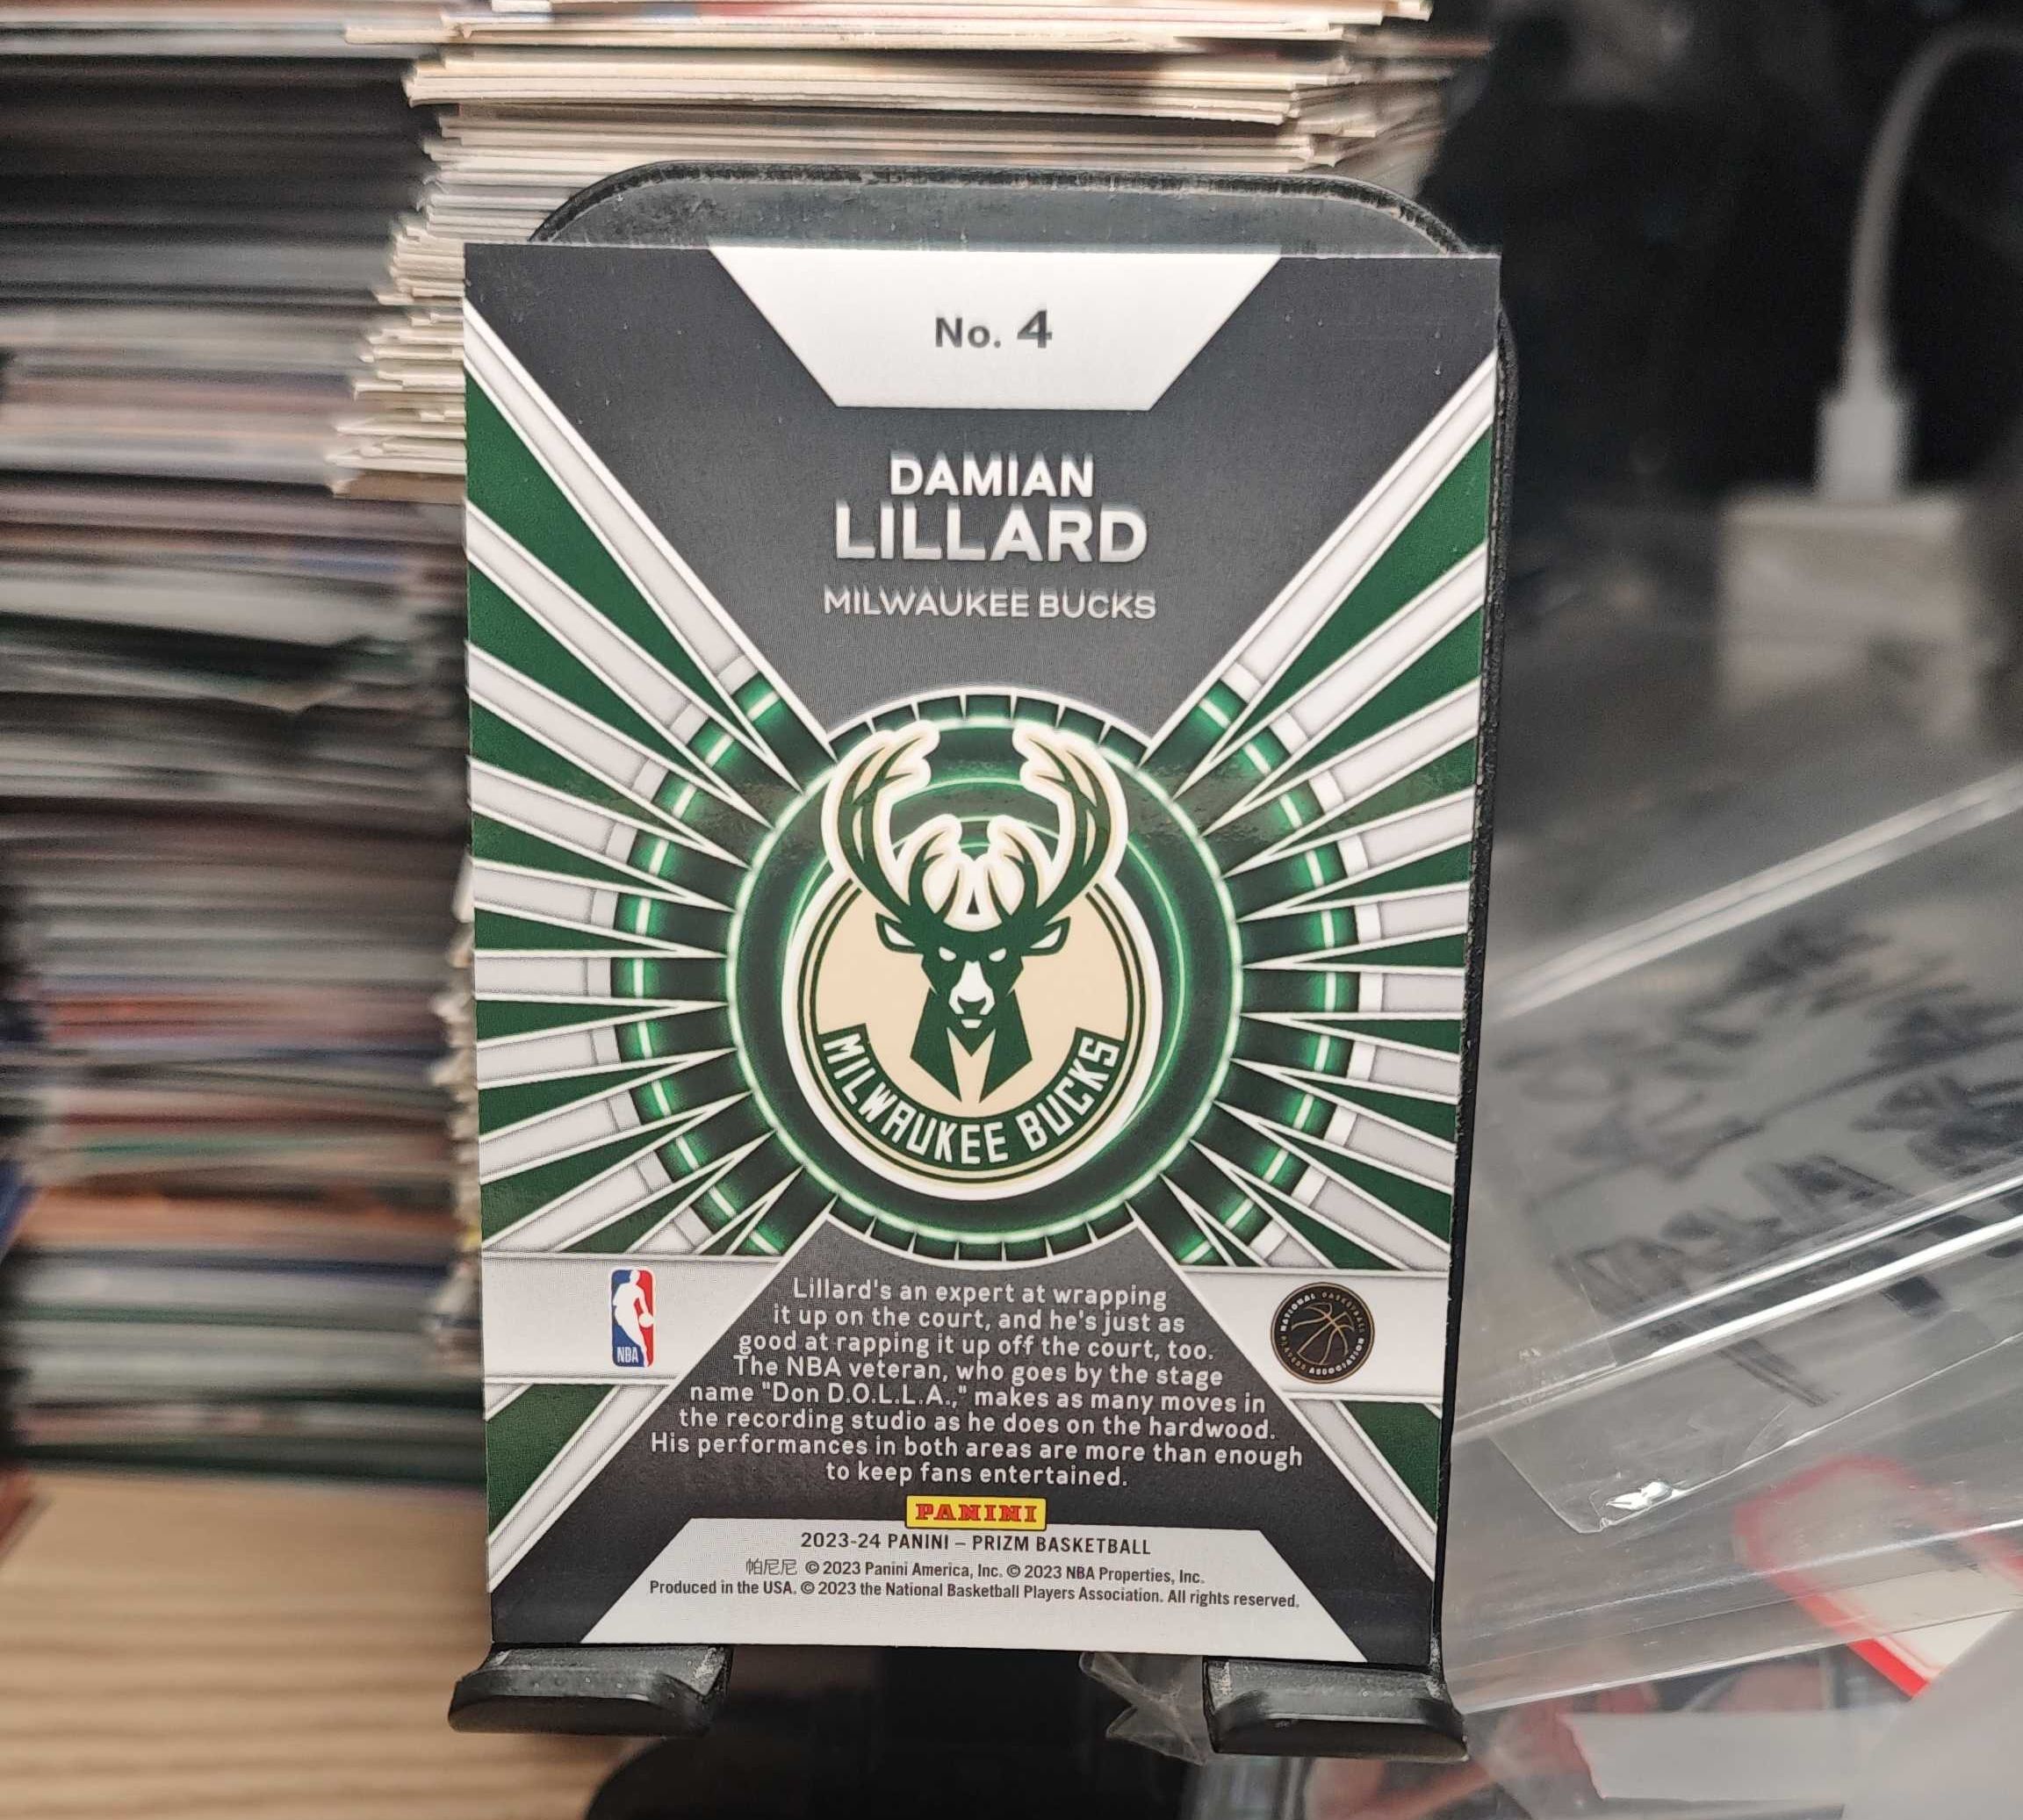 No. 4
DAMIAN
LILLARD
MILWAUKEE BUCKS
MILWAUKEE BUCKS
Lillard's an expert at wrapping
it up on the court, and he's just as
good at rapping it up off the court, too.
The NBA veteran, who goes by the stage
name "Don D.O.L.L.A.," makes as many moves in
the recording studio as he does on the hardwood.
His performances in both areas are more than enough
to keep fans entertained.
NBA
NATIONAL BASKETBALL
PLAYERS ASSOCIATION
PANINI
2023-24 PANINI – PRIZM BASKETBALL
帕尼尼 © 2023 Panini America, Inc. © 2023 NBA Properties, Inc.
Produced in the USA. © 2023 the National Basketball Players Association. All rights reserved.